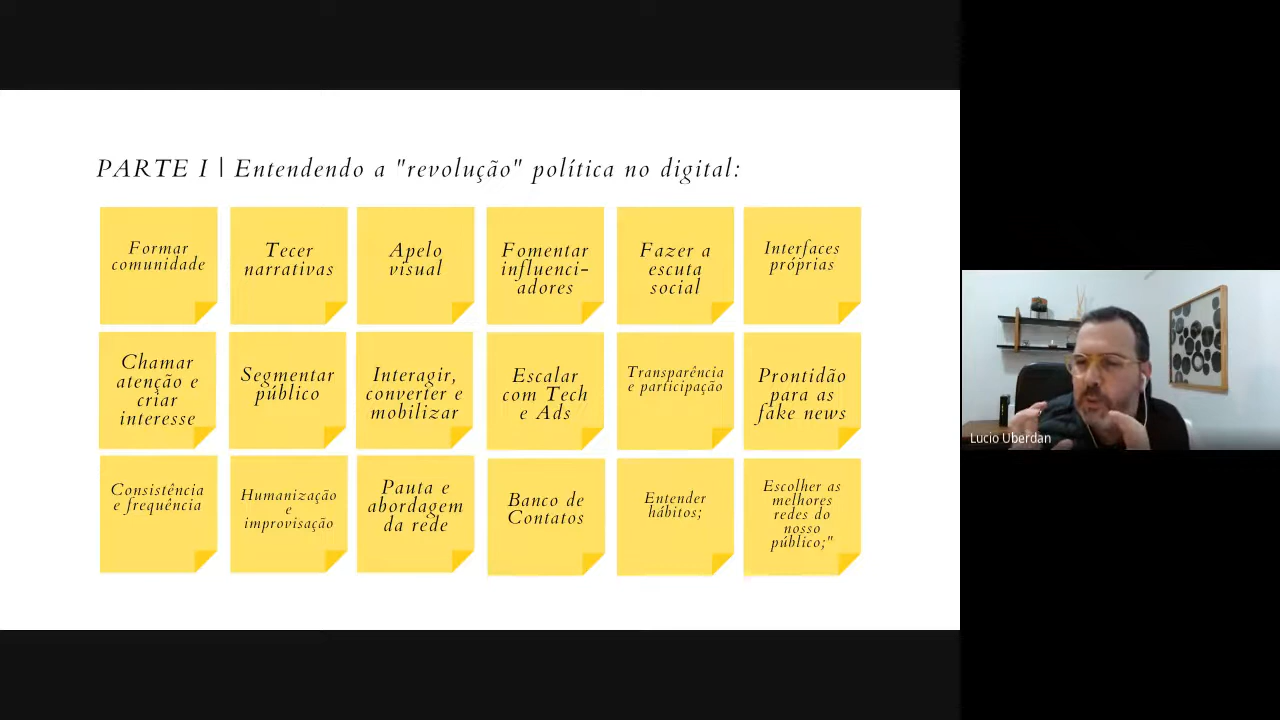 PARTE I | Entendendo a "revolução" política no digital:
Formar
comunidade
Tecer
narrativas
Apelo
visual
Fomentar
influenci-
adores
Fazer a
escuta
social
Interfaces
próprias
Chamar
atenção e
criar
interesse
Segmentar
público
Interagir,
converter e
mobilizar
Escalar
com Tech
e Ads
Transparência
e participação
Prontidão
para as
fake news
Consistência
e frequência
Humanização
e
improvisação
Pauta e
abordagem
da rede
Banco de
Contatos
Entender
hábitos;
Escolher as
melhores
redes do
nosso
público;"
Lucio Uberdan